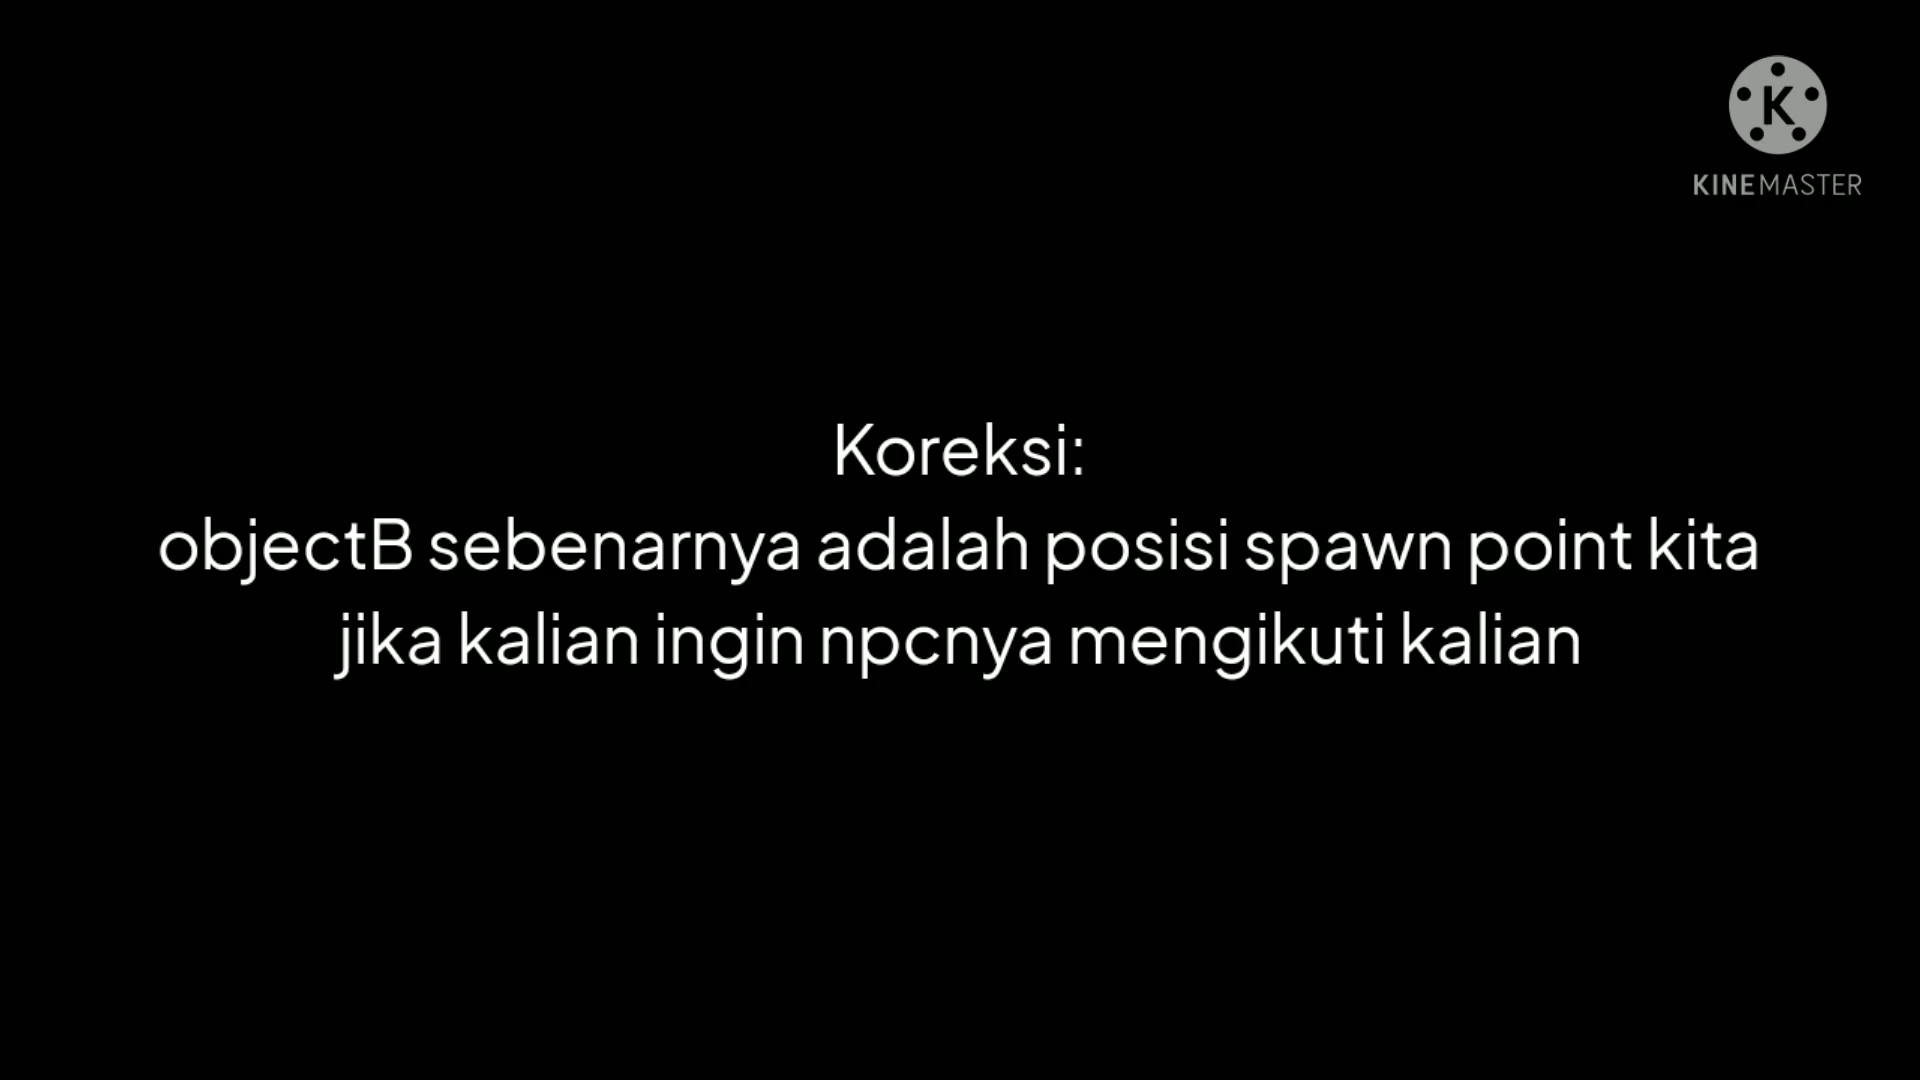 K
KINEMASTER
Koreksi:
objectB sebenarnya adalah posisi spawn point kita
jika kalian ingin npcnya mengikuti kalian